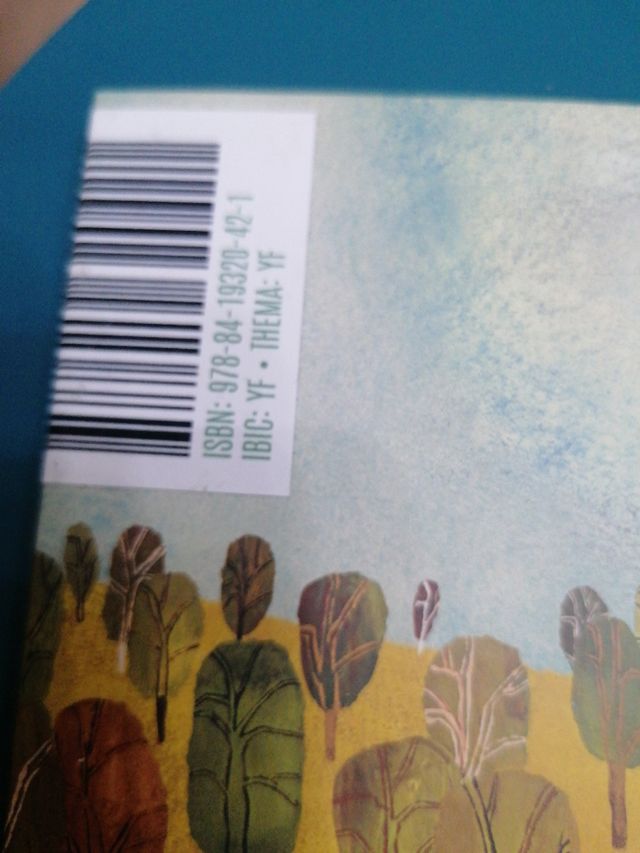 ISBN: 978-84-19320-42-1
IBIC: YF • THEMA: YF